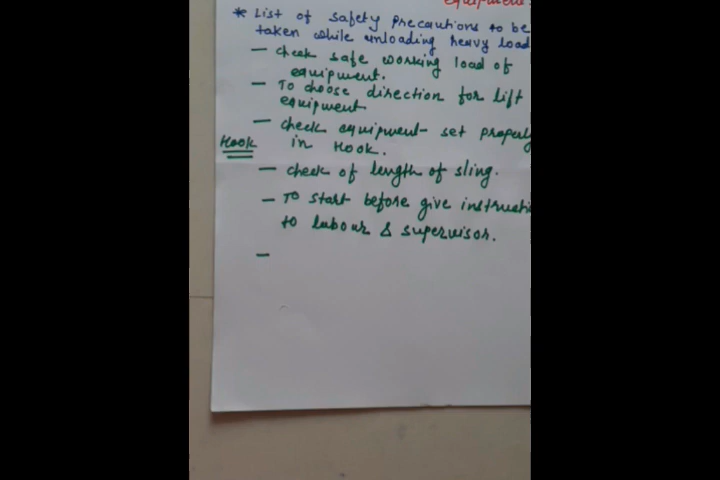 equipment
* List of safety precautions to be
taken while unloading heavy load
— check safe working load of
equipment.
— To choose direction for lift
equipment
— check equipment set properly
Hook in Hook.
— check of length of sling.
— To start before give instructi
to labour & supervisor.
—